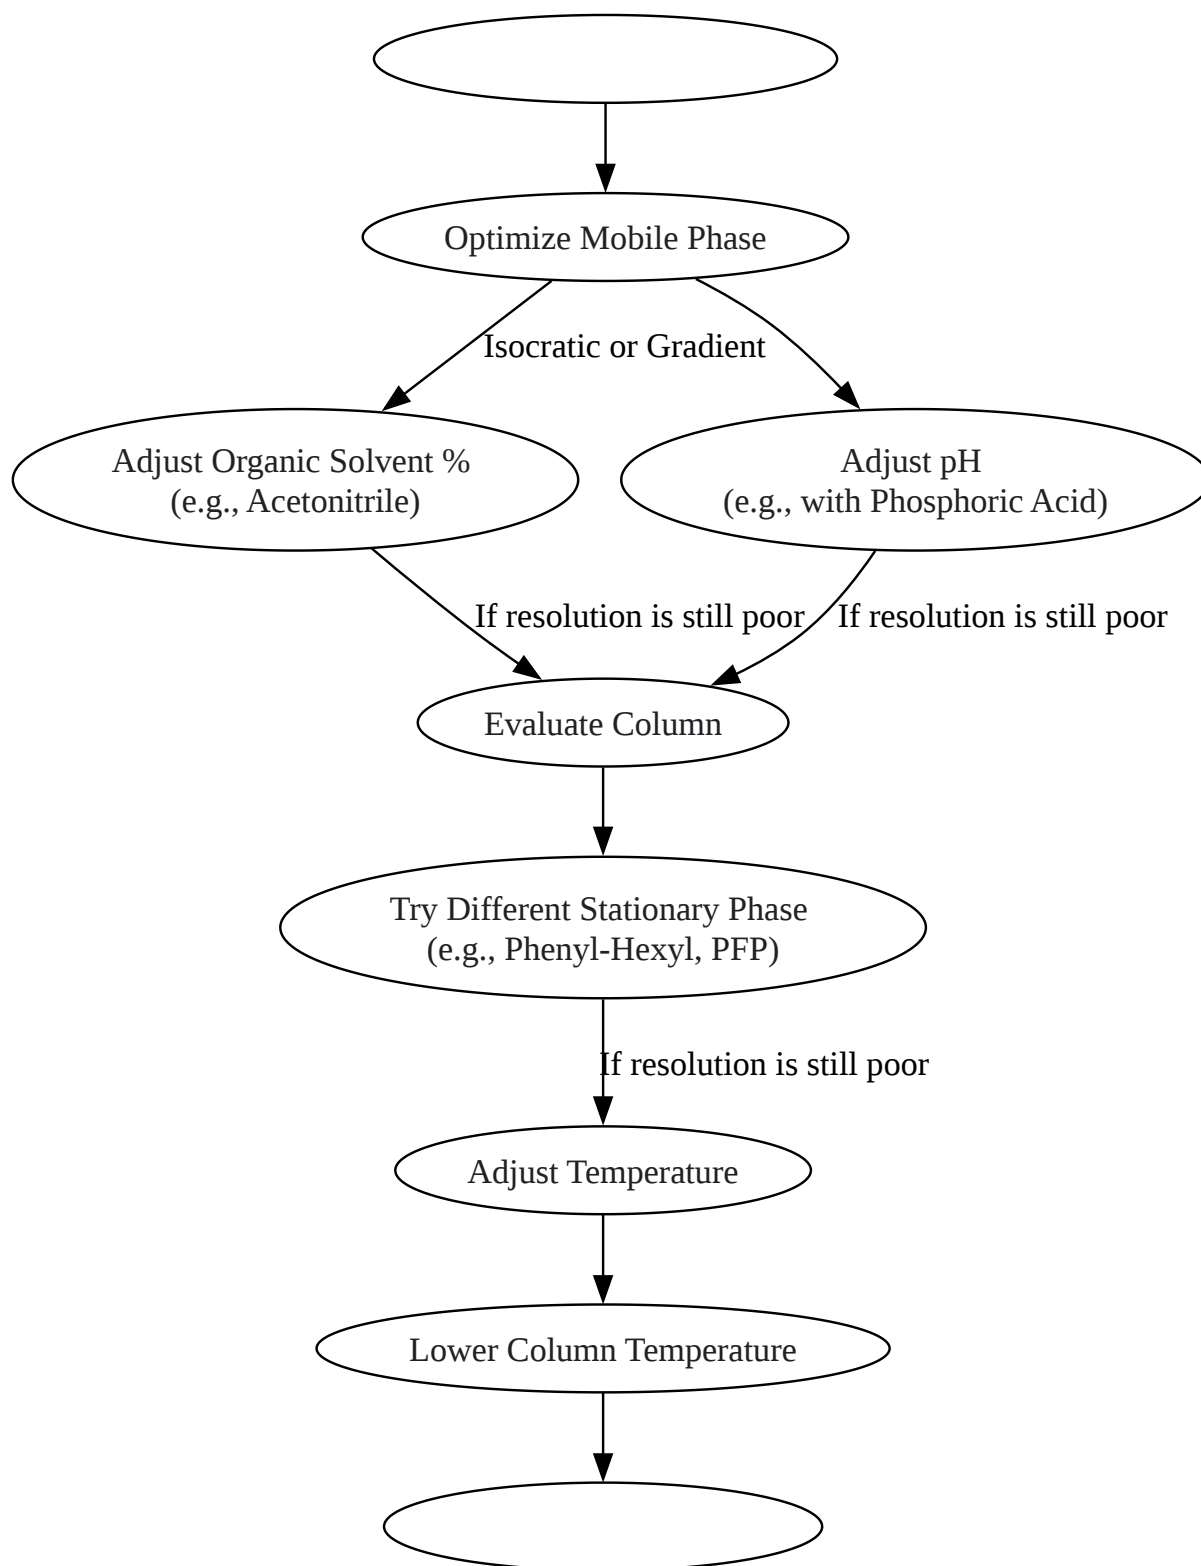 Optimize Mobile Phase
Isocratic or Gradient
Adjust Organic Solvent %
(e.g., Acetonitrile)
Adjust pH
(e.g., with Phosphoric Acid)
If resolution is still poor
If resolution is still poor
Evaluate Column
Try Different Stationary Phase
(e.g., Phenyl-Hexyl, PFP)
If resolution is still poor
Adjust Temperature
Lower Column Temperature